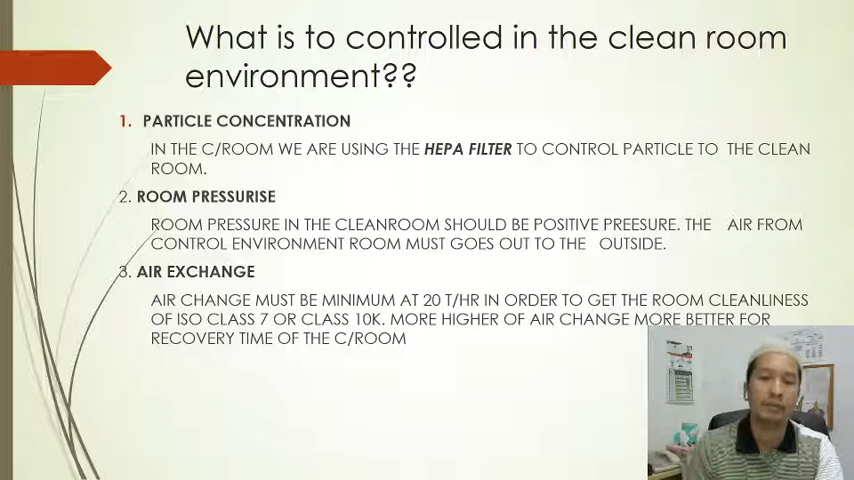 What is to controlled in the clean room
environment??
1. PARTICLE CONCENTRATION
IN THE C/ROOM WE ARE USING THE HEPA FILTER TO CONTROL PARTICLE TO THE CLEAN
ROOM.
2. ROOM PRESSURISE
ROOM PRESSURE IN THE CLEANROOM SHOULD BE POSITIVE PREESURE. THE AIR FROM
CONTROL ENVIRONMENT ROOM MUST GOES OUT TO THE OUTSIDE.
3. AIR EXCHANGE
AIR CHANGE MUST BE MINIMUM AT 20 T/HR IN ORDER TO GET THE ROOM CLEANLINESS
OF ISO CLASS 7 OR CLASS 10K. MORE HIGHER OF AIR CHANGE MORE BETTER FOR
RECOVERY TIME OF THE C/ROOM